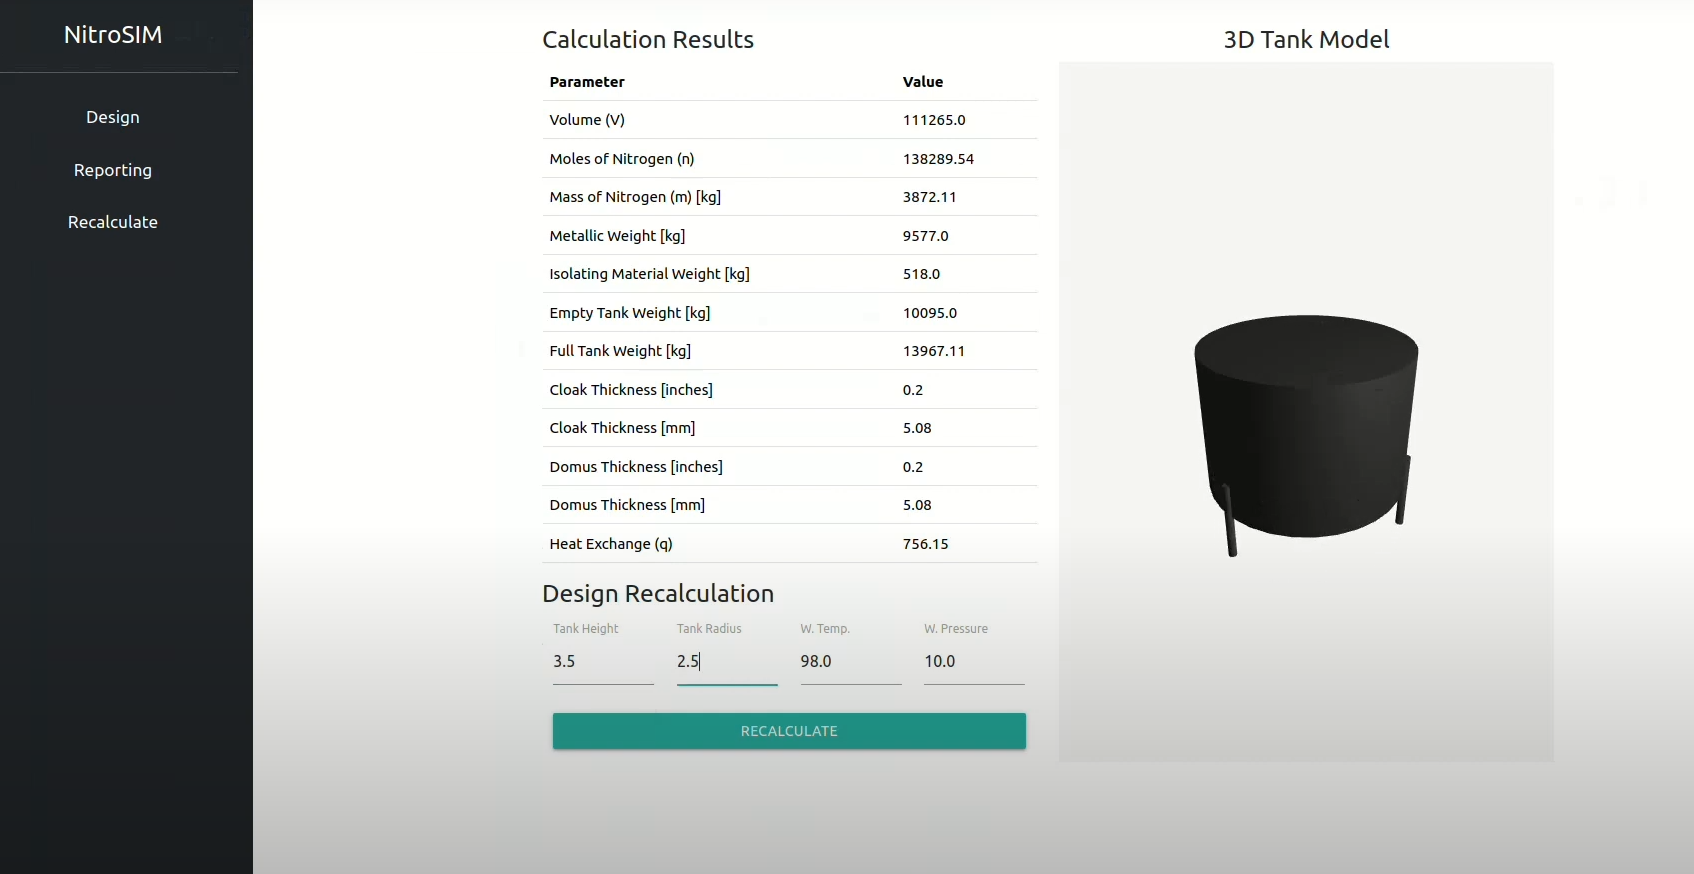 NitroSIM
Design
Reporting
Recalculate
Calculation Results
Parameter Value
Volume (V) 111265.0
Moles of Nitrogen (n) 138289.54
Mass of Nitrogen (m) [kg] 3872.11
Metallic Weight [kg] 9577.0
Isolating Material Weight [kg] 518.0
Empty Tank Weight [kg] 10095.0
Full Tank Weight [kg] 13967.11
Cloak Thickness [inches] 0.2
Cloak Thickness [mm] 5.08
Domus Thickness [inches] 0.2
Domus Thickness [mm] 5.08
Heat Exchange (q) 756.15
Design Recalculation
Tank Height Tank Radius W. Temp. W. Pressure
3.5 2.5 98.0 10.0
RECALCULATE
3D Tank Model